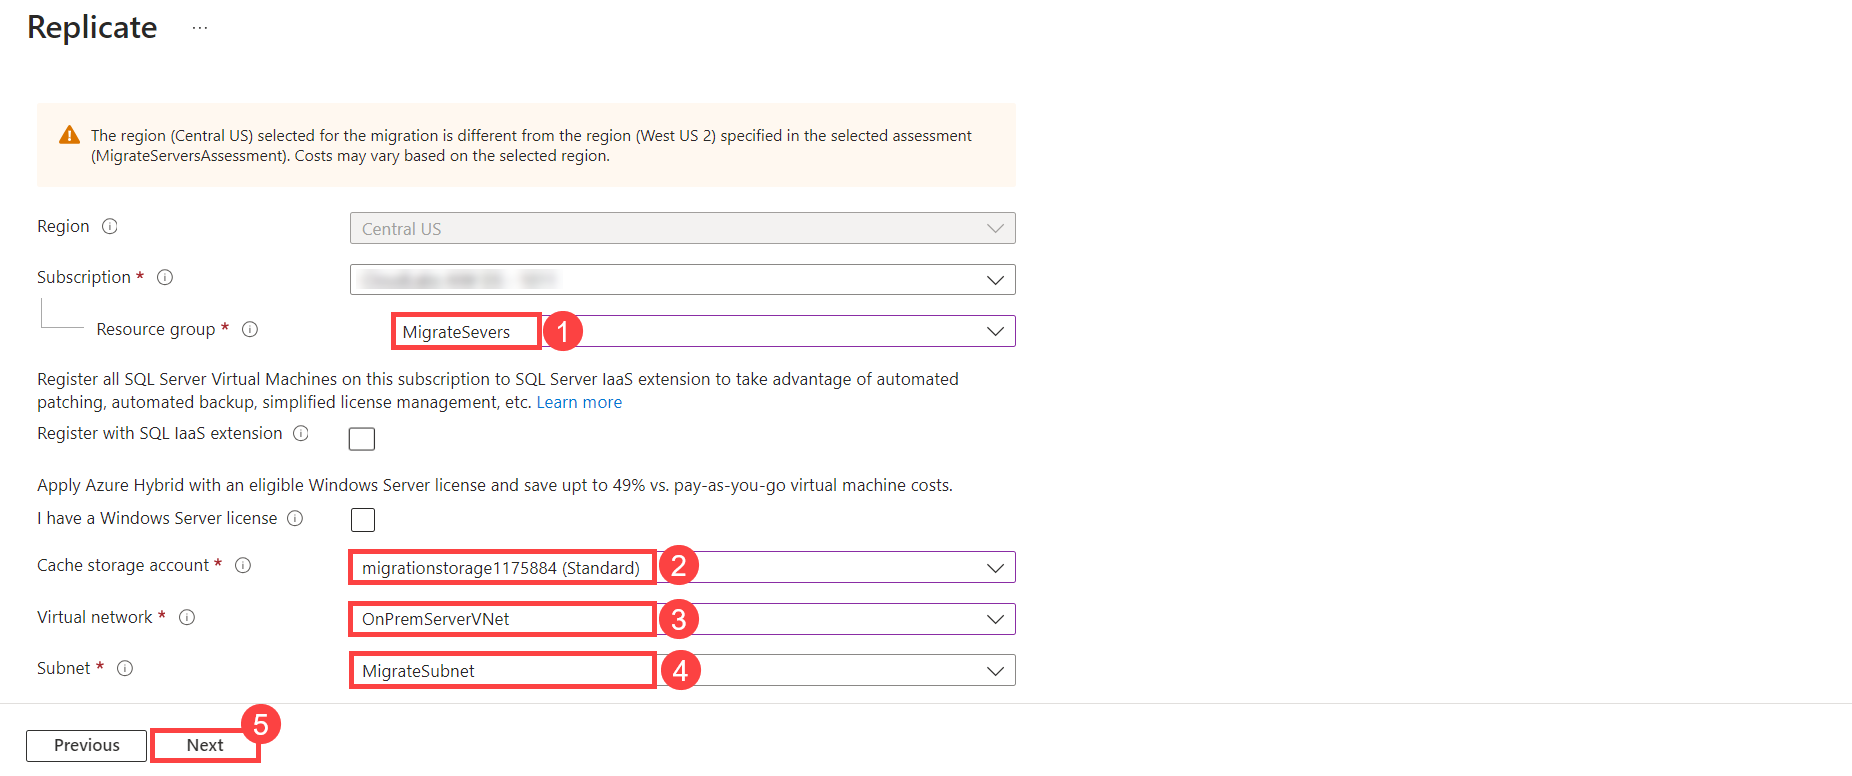 Replicate ...
The region (Central US) selected for the migration is different from the region (West US 2) specified in the selected assessment
(MigrateServersAssessment). Costs may vary based on the selected region.
Region
Central US
Subscription *
Resource group *
MigrateSevers
1
Register all SQL Server Virtual Machines on this subscription to SQL Server IaaS extension to take advantage of automated
patching, automated backup, simplified license management, etc. Learn more
Register with SQL IaaS extension
Apply Azure Hybrid with an eligible Windows Server license and save upt to 49% vs. pay-as-you-go virtual machine costs.
I have a Windows Server license
Cache storage account *
migrationstorage1175884 (Standard)
2
Virtual network *
OnPremServerVNet
3
Subnet *
MigrateSubnet
4
Previous
Next
5